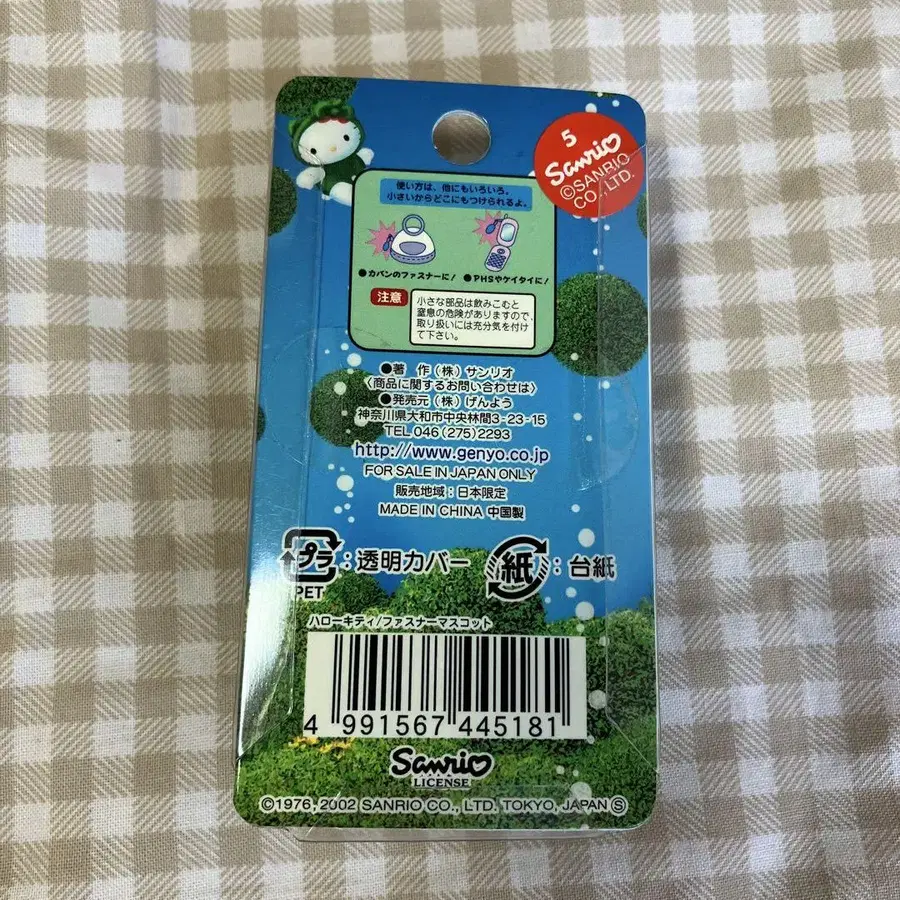 5
Sanrio
©SANRIO
CO., LTD.
使い方は、他にもいろいろ。
小さいからどこにもつけられるよ。
●カバンのファスナーに! ●PHSやケイタイに!
注意
小さな部品は飲みこむと
窒息の危険がありますので、
取り扱いには充分気を付け
て下さい。
●著 作(株)サンリオ
〈商品に関するお問い合わせは〉
●発売元(株)げんよう
神奈川県大和市中央林間3-23-15
TEL 046(275)2293
http://www.genyo.co.jp
FOR SALE IN JAPAN ONLY
販売地域:日本限定
MADE IN CHINA 中国製
プラ:透明カバー 紙:台紙
PET
ハローキティ/ファスナーマスコット
4 991567 445181
Sanrio
LICENSE
©1976, 2002 SANRIO CO., LTD. TOKYO, JAPAN Ⓢ